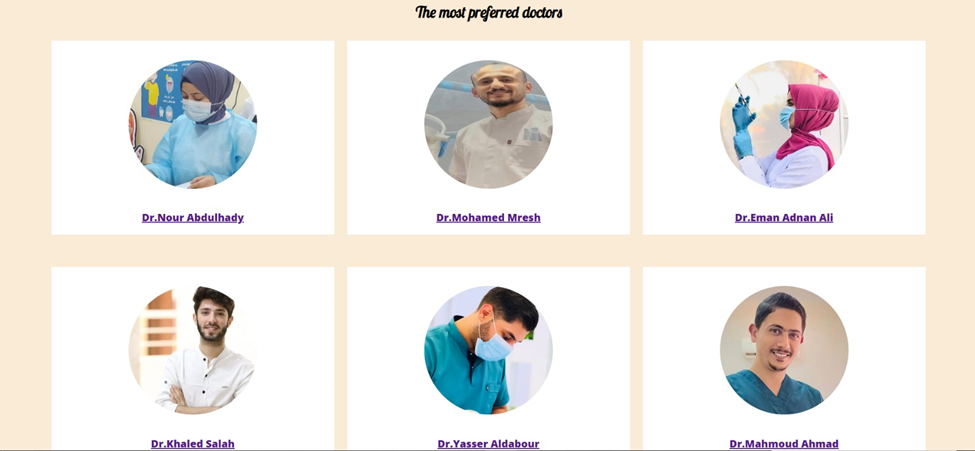 The most preferred doctors
Dr.Nour Abdulhady
Dr.Mohamed Mresh
Dr.Eman Adnan Ali
Dr.Khaled Salah
Dr.Yasser Aldabour
Dr.Mahmoud Ahmad